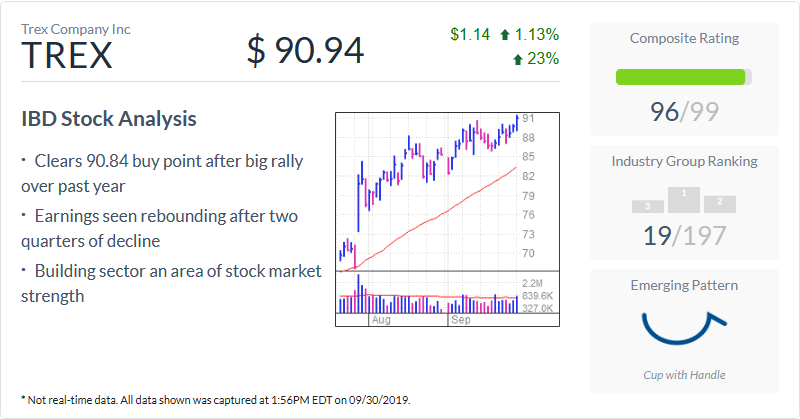 Trex Company Inc
TREX
$ 90.94
$1.14 1.13%
23%
IBD Stock Analysis
· Clears 90.84 buy point after big rally
over past year
· Earnings seen rebounding after two
quarters of decline
· Building sector an area of stock market
strength
91
88
85
82
79
76
73
70
2.2M
839.6K
327.0K
Aug
Sep
Composite Rating
96/99
Industry Group Ranking
3
1
2
19/197
Emerging Pattern
Cup with Handle
* Not real-time data. All data shown was captured at 1:56PM EDT on 09/30/2019.